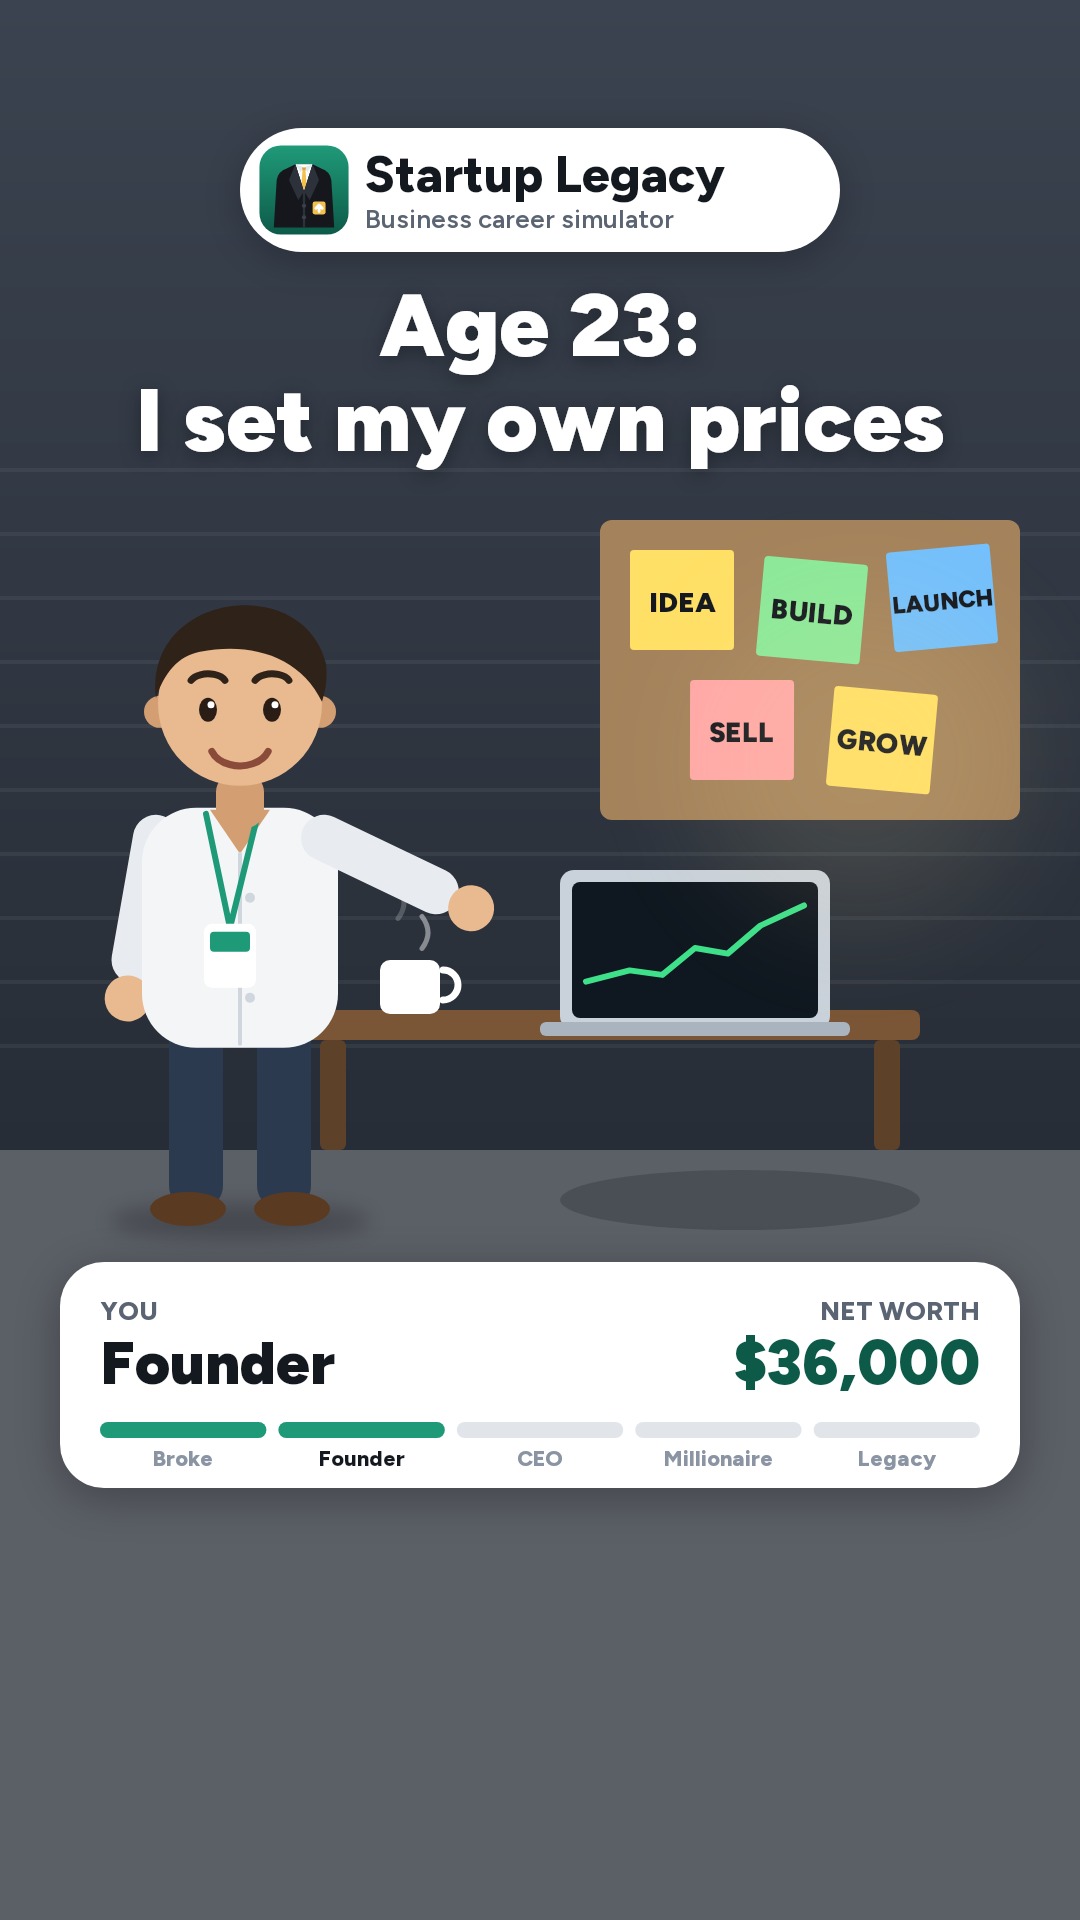 Startup Legacy
Business career simulator
Age 23:
I set my own prices
IDEA
BUILD
LAUNCH
SELL
GROW
YOU
NET WORTH
Founder
$36,000
Broke
Founder
CEO
Millionaire
Legacy